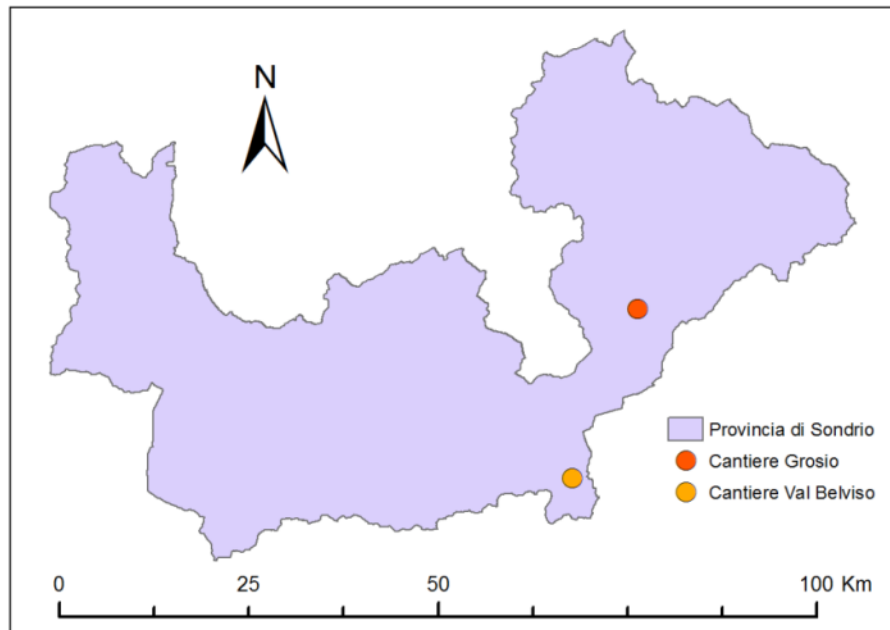 N
Provincia di Sondrio
Cantiere Grosio
Cantiere Val Belviso
0 25 50 100 Km